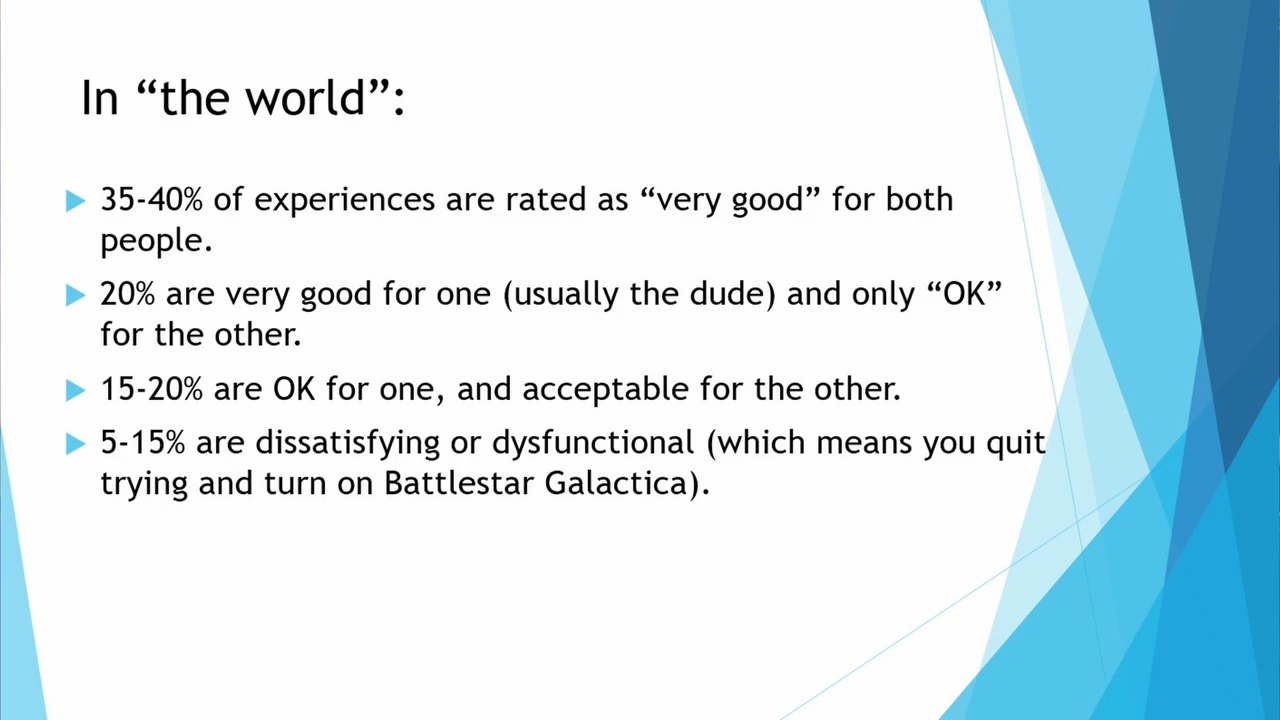 In “the world”:
35-40% of experiences are rated as “very good” for both
people.
20% are very good for one (usually the dude) and only “OK”
for the other.
15-20% are OK for one, and acceptable for the other.
5-15% are dissatisfying or dysfunctional (which means you quit
trying and turn on Battlestar Galactica).